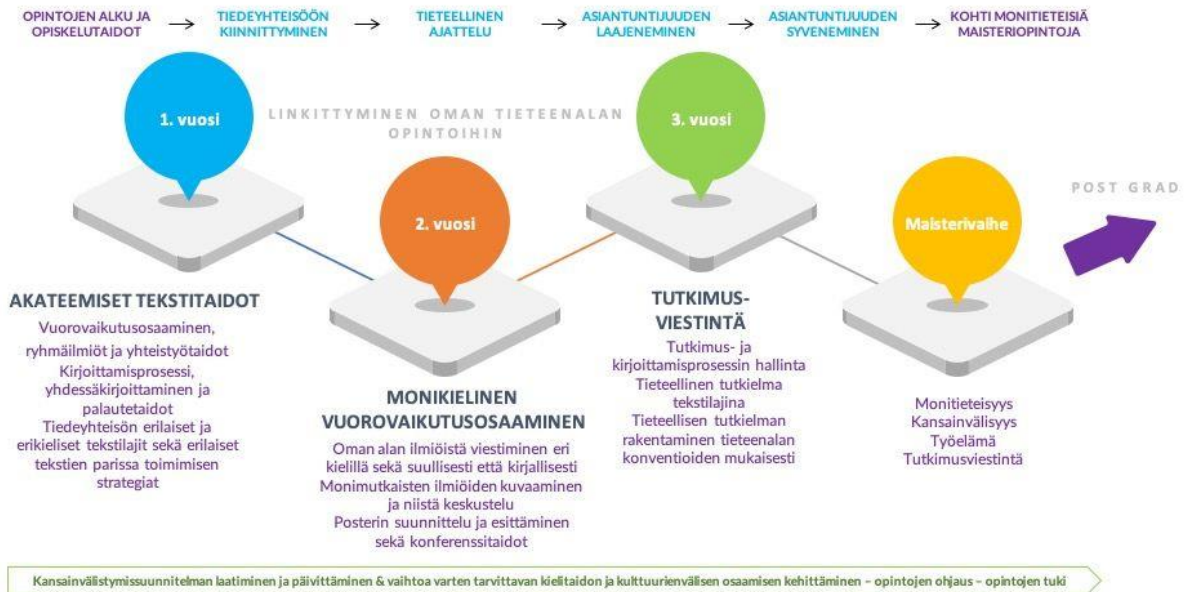 OPINTOJEN ALKU JA
OPISKELUTAIDOT
TIEDEYHTEISÖÖN
KIINNITTYMINEN
TIETEELLINEN
AJATTELU
ASIANTUNTIJUUDEN
LAAJENEMINEN
ASIANTUNTIJUUDEN
SYVENEMINEN
KOHTI MONITIETEISIÄ
MAISTERIOPINTOJA
1. vuosi
LINKITTYMINEN OMAN TIETEENALAN
OPINTOIHIN
3. vuosi
2. vuosi
Maisterivaihe
POST GRAD
AKATEEMISET TEKSTITAIDOT
Vuorovaikutusosaaminen,
ryhmäilmiöt ja yhteistyötaidot
Kirjoittamisprosessi,
yhdessäkirjoittaminen ja
palautetaidot
Tiedeyhteisön erilaiset ja
erikieliset tekstilajit sekä erilaiset
tekstien parissa toimimisen
strategiat
MONIKIELINEN
VUOROVAIKUTUSOSAAMINEN
Oman alan ilmiöistä viestiminen eri
kielillä sekä suullisesti että kirjallisesti
Monimutkaisten ilmiöiden kuvaaminen
ja niistä keskustelu
Posterin suunnittelu ja esittäminen
sekä konferenssitaidot
TUTKIMUS-
VIESTINTÄ
Tutkimus- ja
kirjoittamisprosessin hallinta
Tieteellinen tutkielma
tekstilajina
Tieteellisen tutkielman
rakentaminen tieteenalan
konventioiden mukaisesti
Monitieteisyys
Kansainvälisyys
Työelämä
Tutkimusviestintä
Kansainvälistymissuunnitelman laatiminen ja päivittäminen & vaihtoa varten tarvittavan kielitaidon ja kulttuurienvälisen osaamisen kehittäminen – opintojen ohjaus – opintojen tuki